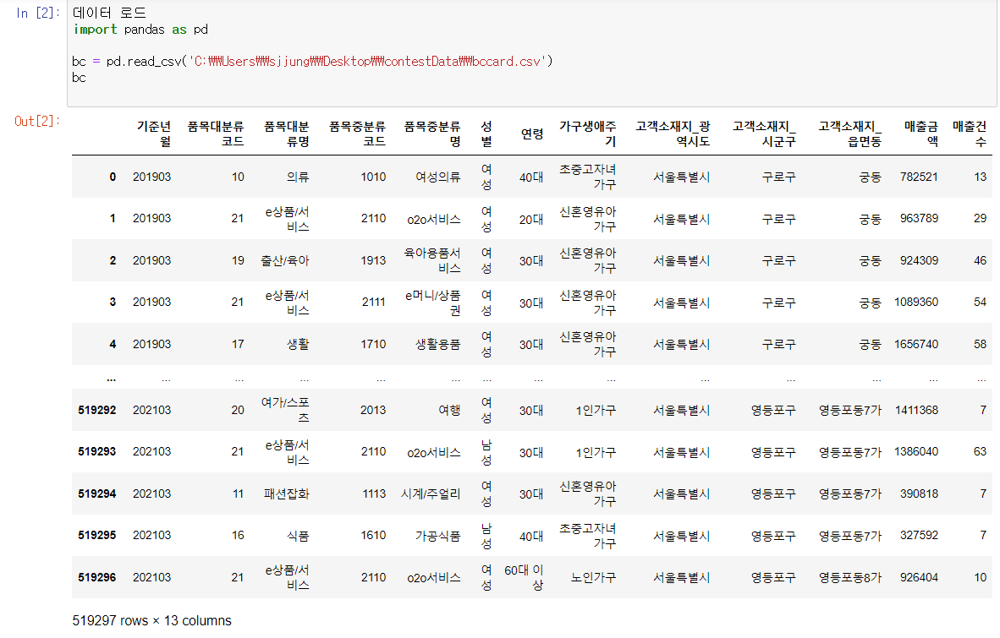 In [2]: 데이터 로드
import pandas as pd
bc = pd.read_csv('C:₩₩Users₩₩sjjung₩₩Desktop₩₩contestData₩₩bccard.csv')
bc
Out[2]:
기준년 품목대분류 품목대분 품목중분류 품목중분류 성 연령 가구생애주 고객소재지_광 고객소재지_ 고객소재지_ 매출금 매출건
월 코드 류명 코드 명 별 기 역시도 시군구 읍면동 액 수
0 201903 10 의류 1010 여성의류 여 40대 초중고자녀 서울특별시 구로구 궁동 782521 13
성 가구
1 201903 21 e상품/서 2110 o2o서비스 여 20대 신혼영유아 서울특별시 구로구 궁동 963789 29
비스 성 가구
2 201903 19 출산/육아 1913 육아용품서 여 30대 신혼영유아 서울특별시 구로구 궁동 924309 46
비스 성 가구
3 201903 21 e상품/서 2111 e머니/상품 여 30대 신혼영유아 서울특별시 구로구 궁동 1089360 54
비스 권 성 가구
4 201903 17 생활 1710 생활용품 여 30대 신혼영유아 서울특별시 구로구 궁동 1656740 58
성 가구
... ... ... ... ... ... ... ... ... ... ... ... ... ...
519292 202103 20 여가/스포 2013 여행 여 30대 1인가구 서울특별시 영등포구 영등포동7가 1411368 7
츠 성
519293 202103 21 e상품/서 2110 o2o서비스 남 30대 1인가구 서울특별시 영등포구 영등포동7가 1386040 63
비스 성
519294 202103 11 패션잡화 1113 시계/주얼리 여 30대 신혼영유아 서울특별시 영등포구 영등포동7가 390818 7
성 가구
519295 202103 16 식품 1610 가공식품 남 40대 초중고자녀 서울특별시 영등포구 영등포동7가 327592 7
성 가구
519296 202103 21 e상품/서 2110 o2o서비스 여 60대 이 노인가구 서울특별시 영등포구 영등포동8가 926404 10
비스 성 상
519297 rows × 13 columns